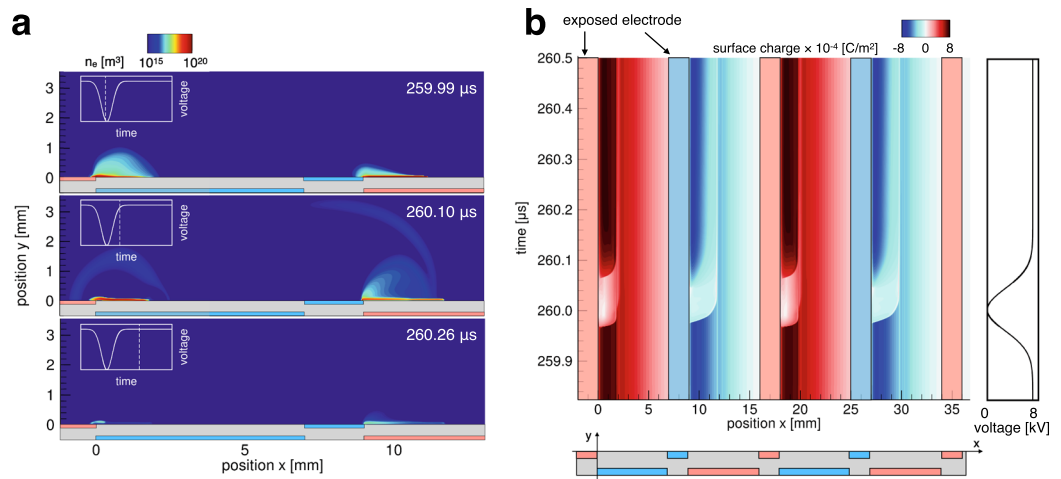 a
nₑ [m³]
10¹⁵ 10²⁰
3
2
1
0
voltage
time
259.99 µs
3
2
1
0
voltage
time
260.10 µs
3
2
1
0
voltage
time
260.26 µs
position y [mm]
0 5 10
position x [mm]
b
exposed electrode
surface charge × 10⁻⁴ [C/m²]
-8 0 8
260.5
260.4
260.3
260.2
260.1
260.0
259.9
time [µs]
0 5 10 15 20 25 30 35
position x [mm]
0 8
voltage [kV]
y
x